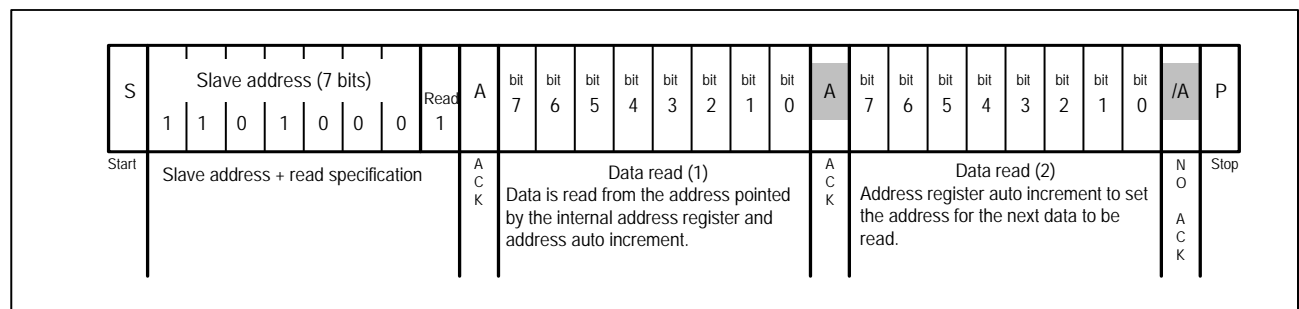 S Slave address (7 bits) Read A bit bit bit bit bit bit bit bit A bit bit bit bit bit bit bit bit /A P
1 1 0 1 0 0 0 1 7 6 5 4 3 2 1 0 7 6 5 4 3 2 1 0
Start
Slave address + read specification
A
C
K
Data read (1)
Data is read from the address pointed
by the internal address register and
address auto increment.
A
C
K
Data read (2)
Address register auto increment to set
the address for the next data to be
read.
N
O
A
C
K
Stop